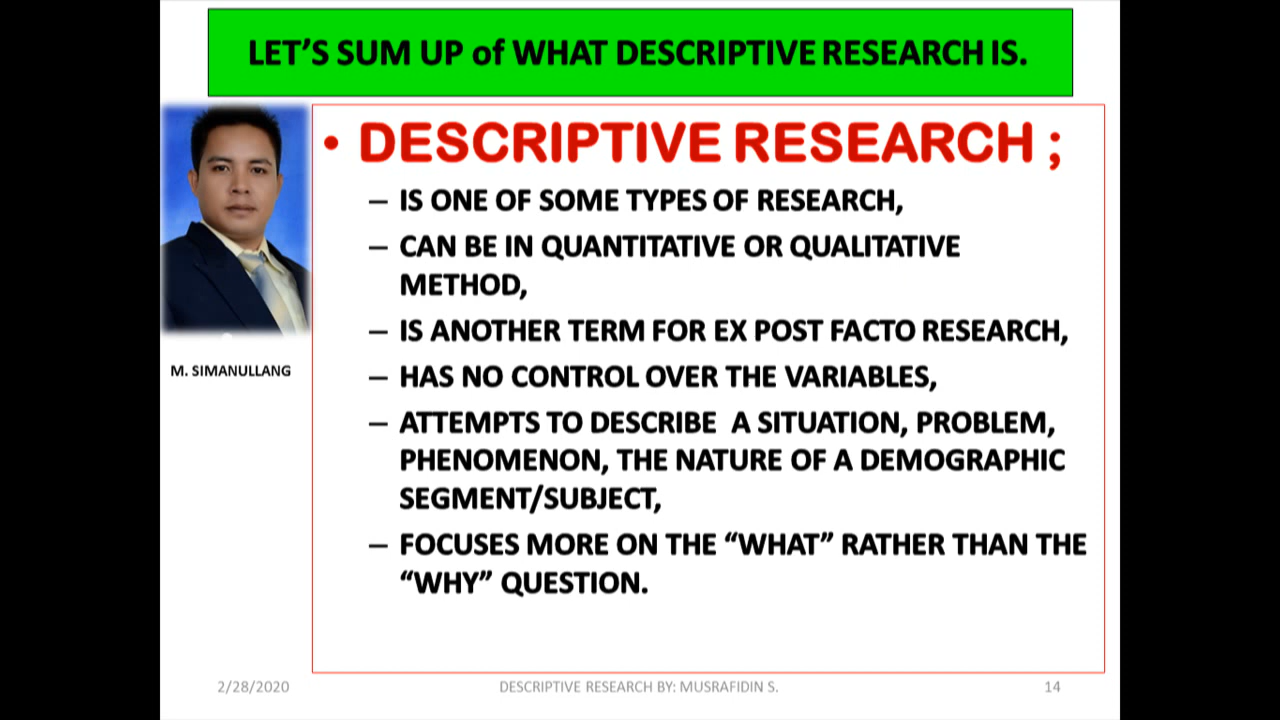 LET’S SUM UP of WHAT DESCRIPTIVE RESEARCH IS.
• DESCRIPTIVE RESEARCH ;
– IS ONE OF SOME TYPES OF RESEARCH,
– CAN BE IN QUANTITATIVE OR QUALITATIVE
METHOD,
– IS ANOTHER TERM FOR EX POST FACTO RESEARCH,
– HAS NO CONTROL OVER THE VARIABLES,
– ATTEMPTS TO DESCRIBE A SITUATION, PROBLEM,
PHENOMENON, THE NATURE OF A DEMOGRAPHIC
SEGMENT/SUBJECT,
– FOCUSES MORE ON THE “WHAT” RATHER THAN THE
“WHY” QUESTION.
M. SIMANULLANG
2/28/2020
DESCRIPTIVE RESEARCH BY: MUSRAFIDIN S.
14